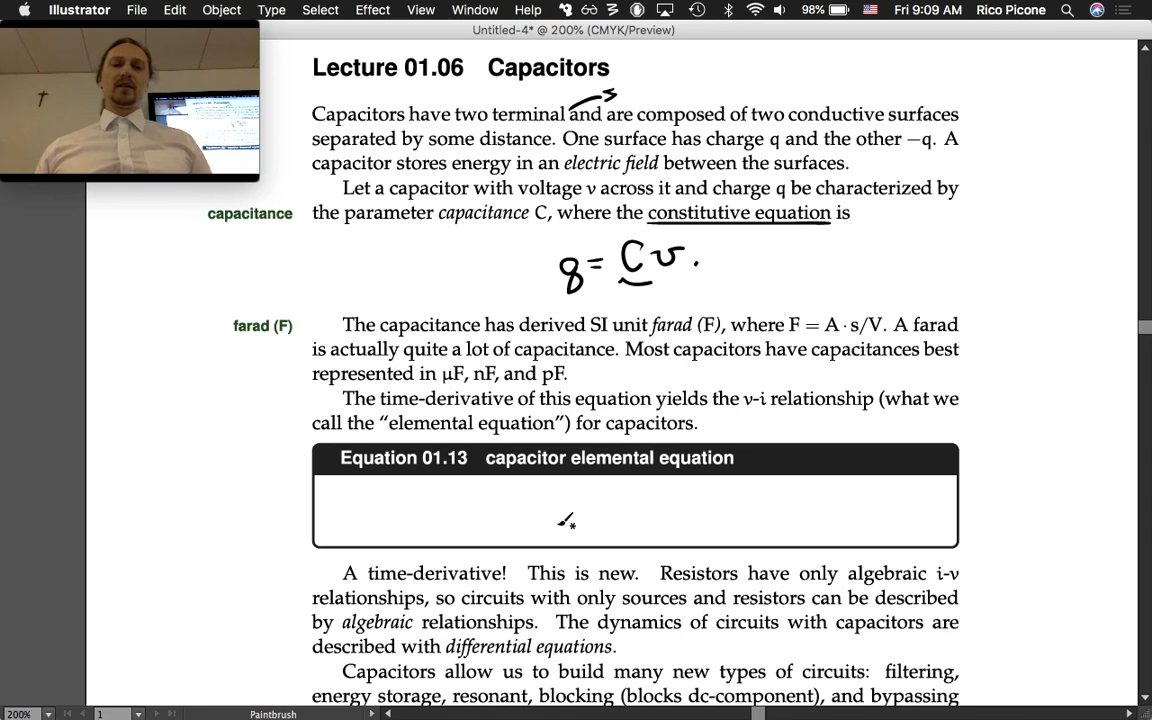 Illustrator File Edit Object Type Select Effect View Window Help 98% Fri 9:09 AM Rico Picone
Untitled-4* @ 200% (CMYK/Preview)
Lecture 01.06 Capacitors
s
Capacitors have two terminal and are composed of two conductive surfaces
separated by some distance. One surface has charge q and the other −q. A
capacitor stores energy in an electric field between the surfaces.
Let a capacitor with voltage v across it and charge q be characterized by
capacitance the parameter capacitance C, where the constitutive equation is
q = Cv.
farad (F) The capacitance has derived SI unit farad (F), where F = A · s/V. A farad
is actually quite a lot of capacitance. Most capacitors have capacitances best
represented in μF, nF, and pF.
The time-derivative of this equation yields the v-i relationship (what we
call the “elemental equation”) for capacitors.
Equation 01.13 capacitor elemental equation
A time-derivative! This is new. Resistors have only algebraic i-v
relationships, so circuits with only sources and resistors can be described
by algebraic relationships. The dynamics of circuits with capacitors are
described with differential equations.
Capacitors allow us to build many new types of circuits: filtering,
energy storage, resonant, blocking (blocks dc-component), and bypassing
200% 1 Paintbrush